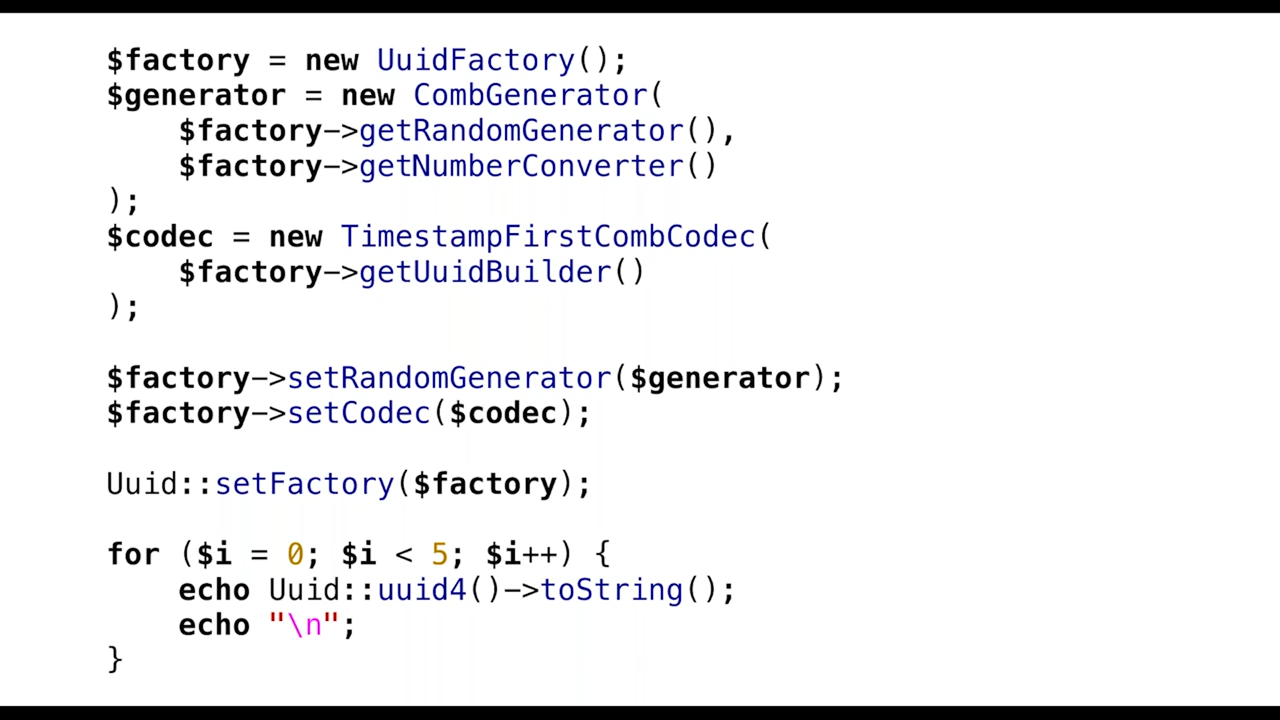 $factory = new UuidFactory();
$generator = new CombGenerator(
    $factory->getRandomGenerator(),
    $factory->getNumberConverter()
);
$codec = new TimestampFirstCombCodec(
    $factory->getUuidBuilder()
);

$factory->setRandomGenerator($generator);
$factory->setCodec($codec);

Uuid::setFactory($factory);

for ($i = 0; $i < 5; $i++) {
    echo Uuid::uuid4()->toString();
    echo "\n";
}